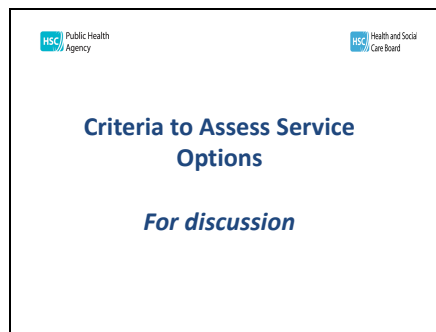 HSC Public Health
Agency
HSC Health and Social
Care Board
Criteria to Assess Service
Options
For discussion